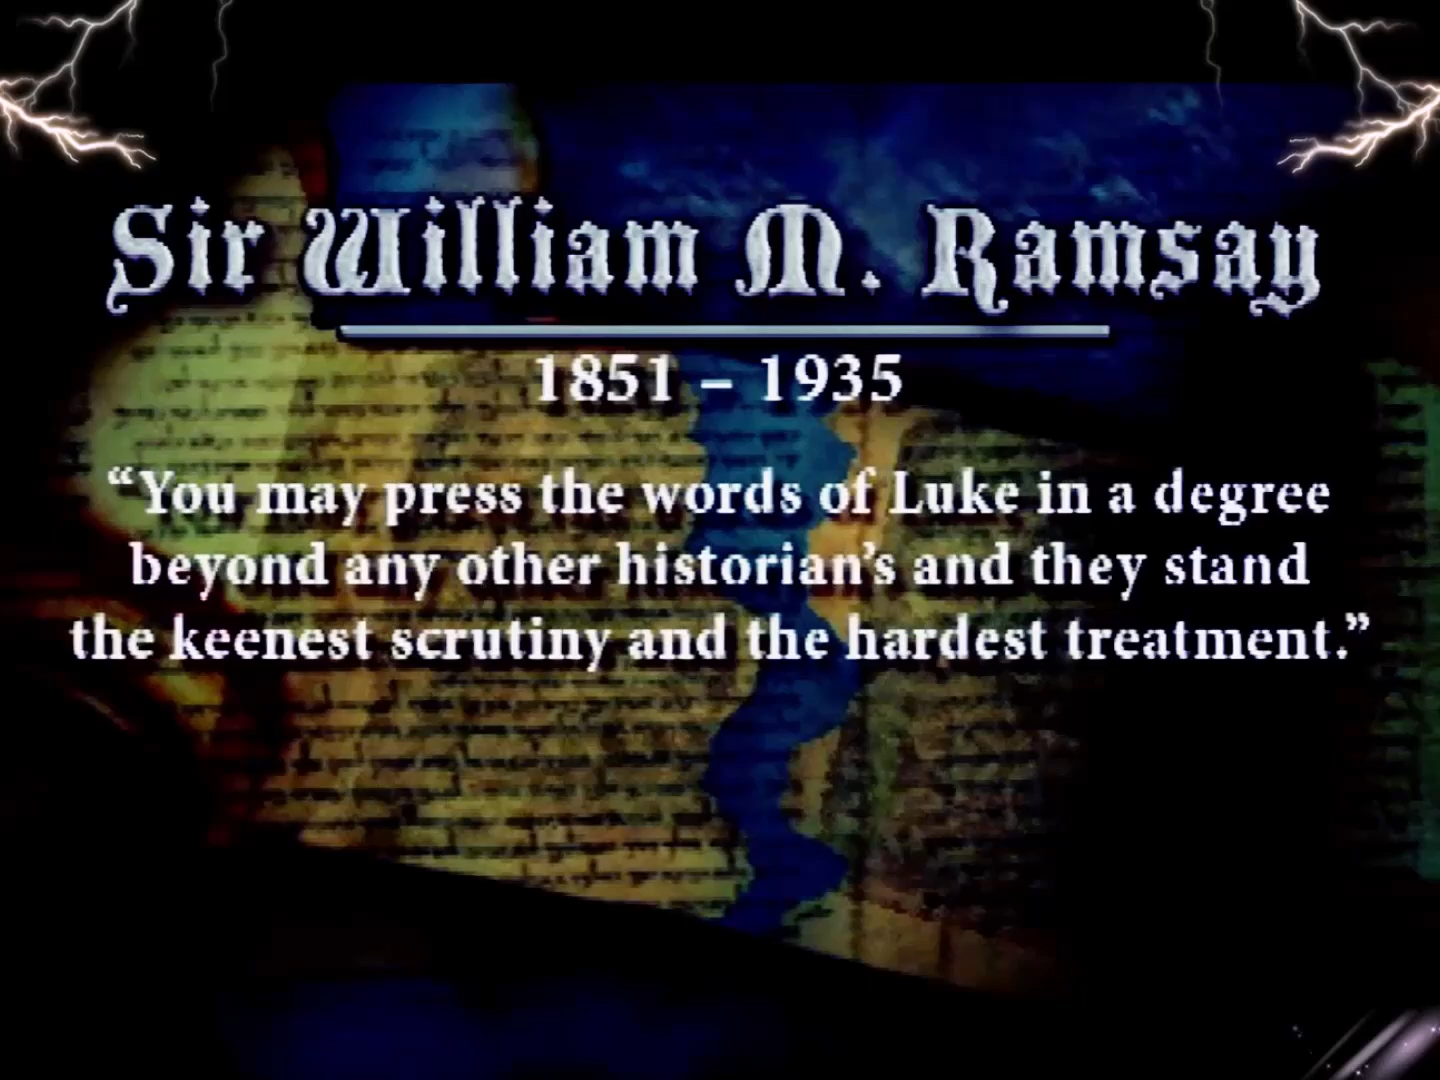 Sir William M. Ramsay
1851 – 1935
“You may press the words of Luke in a degree
beyond any other historian’s and they stand
the keenest scrutiny and the hardest treatment.”